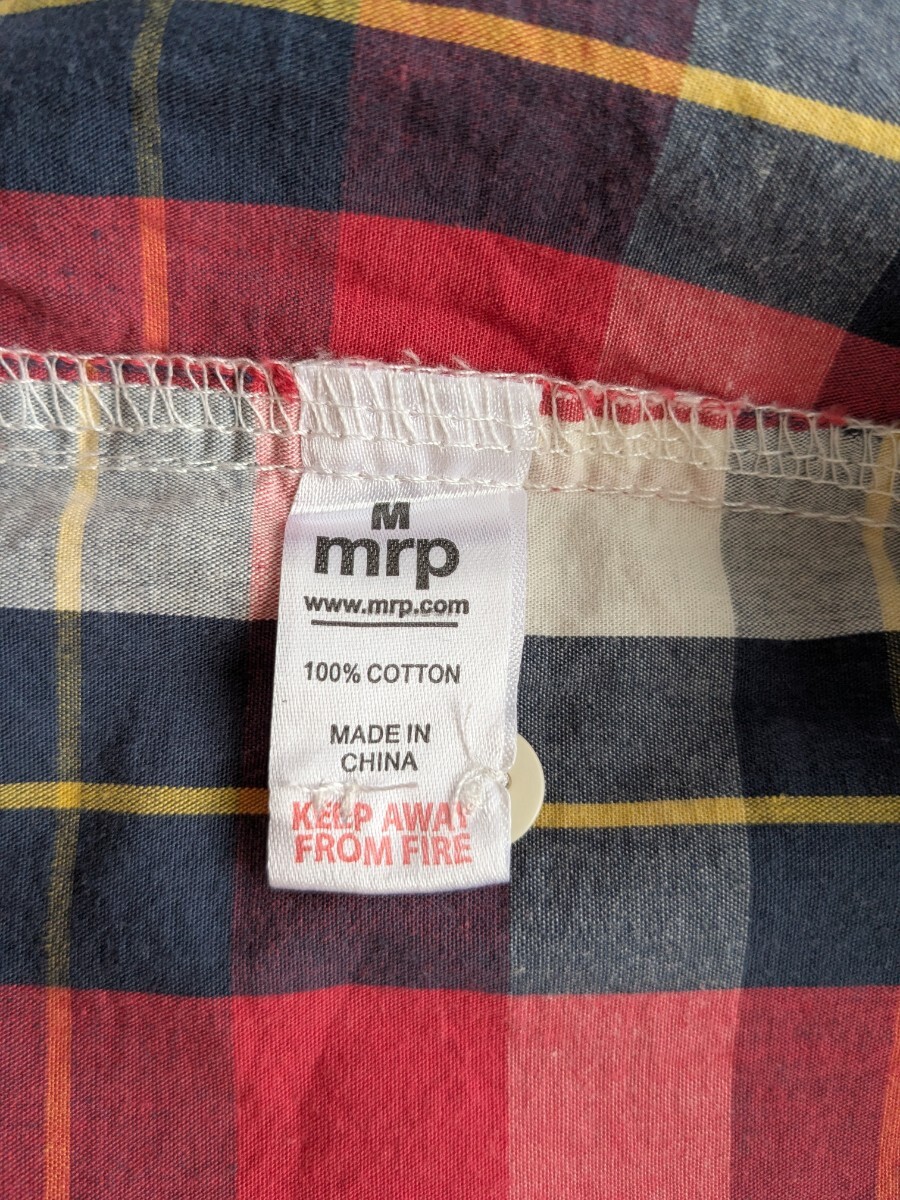 M
mrp
www.mrp.com
100% COTTON
MADE IN
CHINA
KEEP AWAY
FROM FIRE